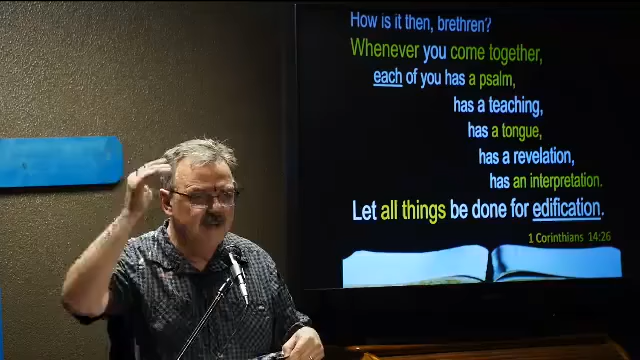 How is it then, brethren?
Whenever you come together,
each of you has a psalm,
has a teaching,
has a tongue,
has a revelation,
has an interpretation.
Let all things be done for edification.
1 Corinthians 14:26